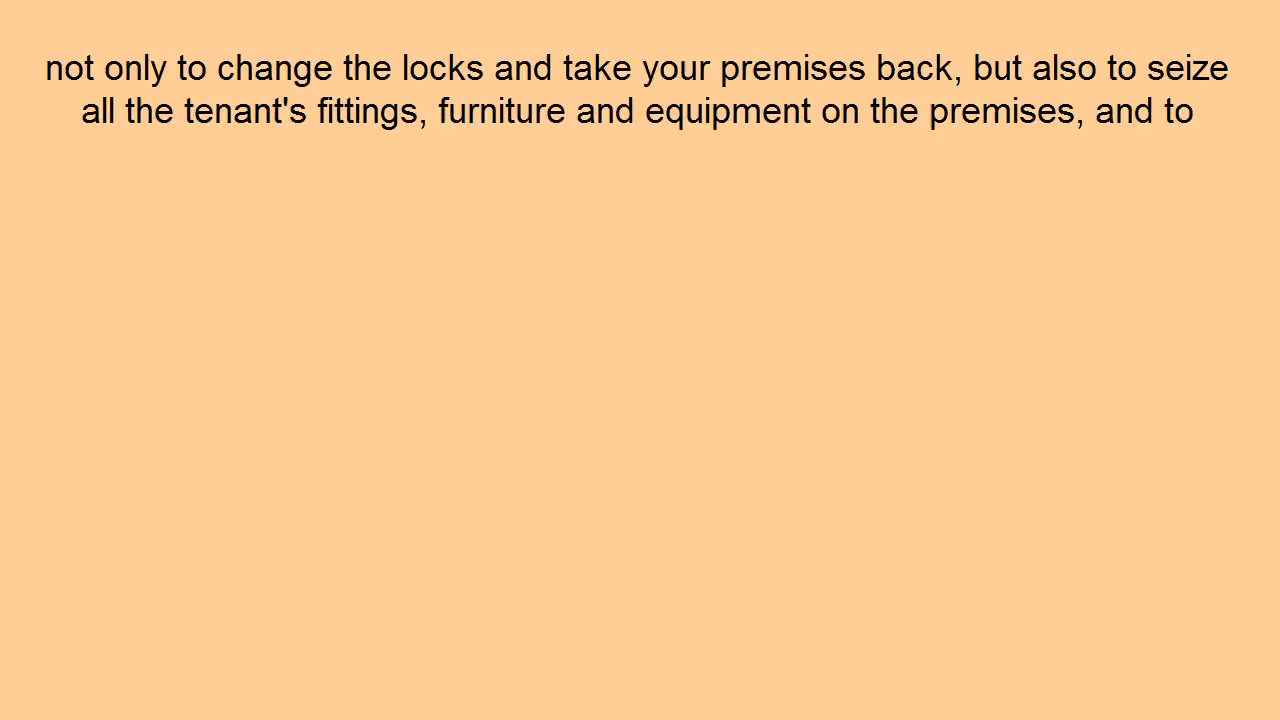 not only to change the locks and take your premises back, but also to seize
all the tenant's fittings, furniture and equipment on the premises, and to